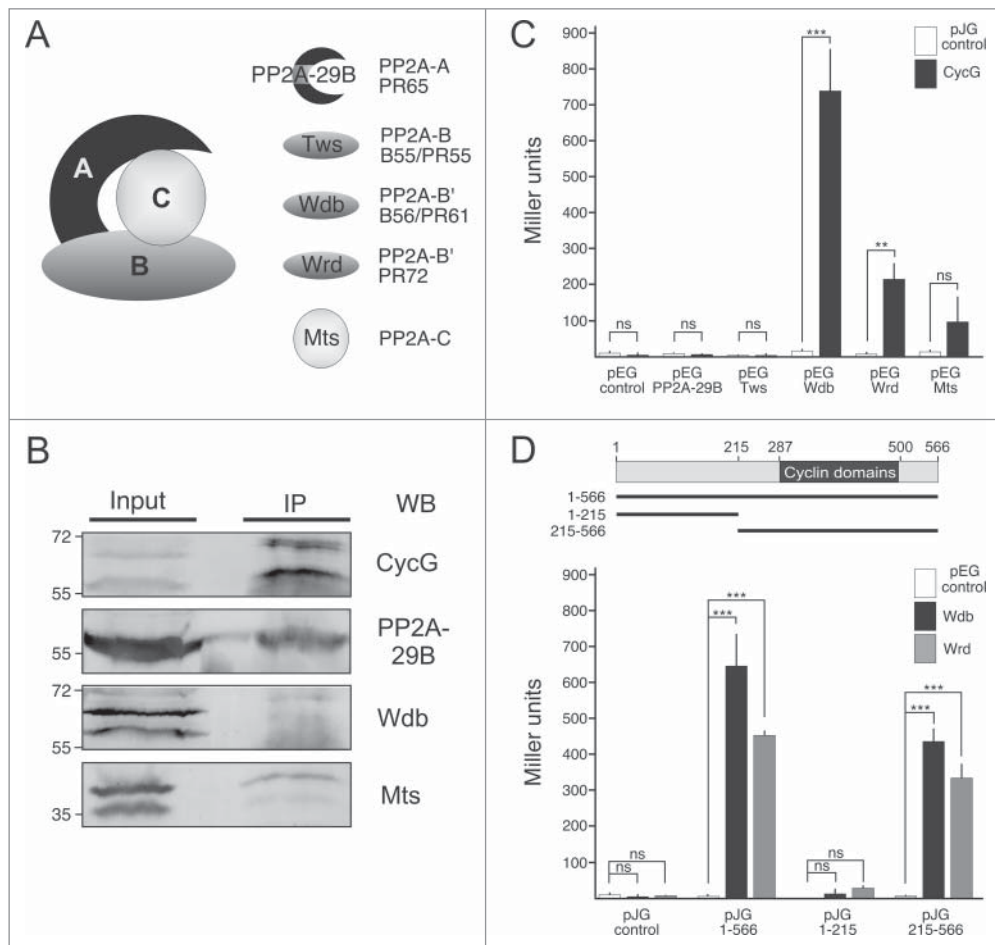 A
A
C
B
PP2A-29B
PP2A-A
PR65
Tws
PP2A-B
B55/PR55
Wdb
PP2A-B'
B56/PR61
Wrd
PP2A-B'
PR72
Mts
PP2A-C
B
Input
IP
WB
72
55
CycG
55
PP2A-
29B
72
55
Wdb
35
Mts
C
pJG
control
CycG
Miller units
900
800
700
600
500
400
300
200
100
ns
ns
ns
***
**
ns
pEG
control
pEG
PP2A-29B
pEG
Tws
pEG
Wdb
pEG
Wrd
pEG
Mts
D
1
215
287
500
566
Cyclin domains
1-566
1-215
215-566
pEG
control
Wdb
Wrd
Miller units
900
800
700
600
500
400
300
200
100
ns
ns
***
***
ns
ns
***
***
pJG
control
pJG
1-566
pJG
1-215
pJG
215-566